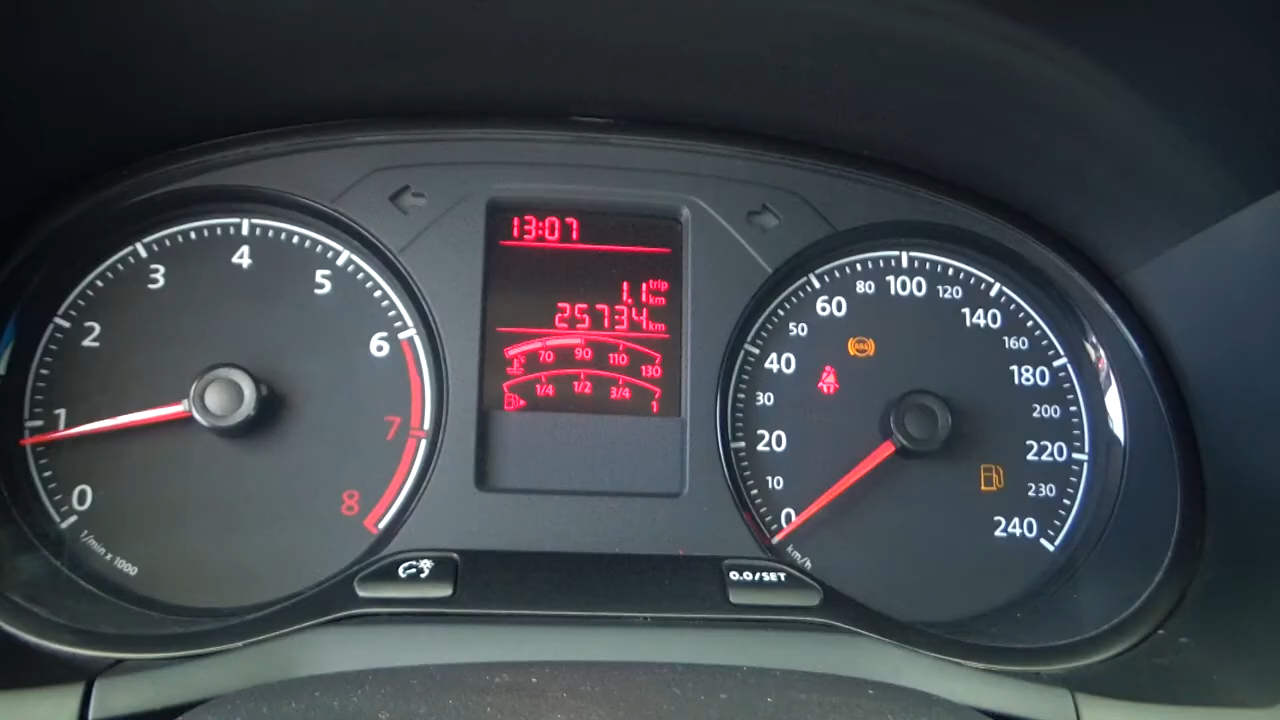 13:07
trip
1.1 km
25734 km
°C 70 90 110 130
1/4 1/2 3/4 1
0 1 2 3 4 5 6 7 8
1/min x 1000
0 10 20 30 40 50 60 80 100 120 140 160 180 200 220 230 240
km/h
ABS
0.0/SET